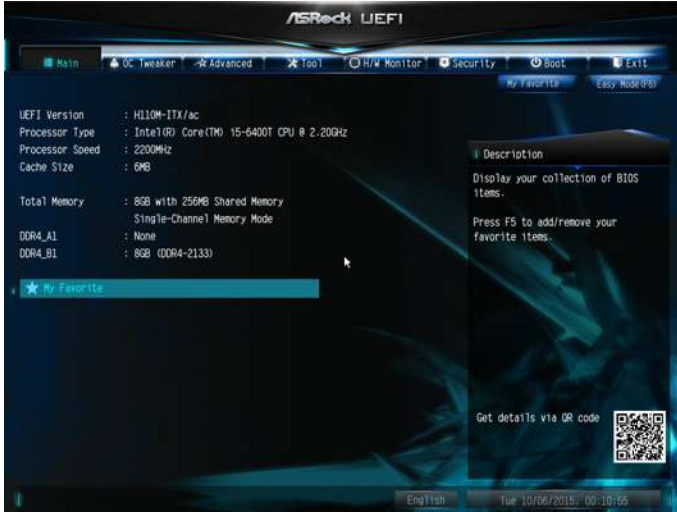 ASRock UEFI
Main OC Tweaker Advanced Tool H/W Monitor Security Boot Exit
My Favorite Easy Mode(F6)
UEFI Version : H110M-ITX/ac
Processor Type : Intel(R) Core(TM) i5-6400T CPU @ 2.20GHz
Processor Speed : 2200MHz
Cache Size : 6MB
Total Memory : 8GB with 256MB Shared Memory
Single-Channel Memory Mode
DDR4_A1 : None
DDR4_B1 : 8GB (DDR4-2133)
My Favorite
Description
Display your collection of BIOS
items.
Press F5 to add/remove your
favorite items.
Get details via QR code
English Tue 10/06/2015, 00:10:55